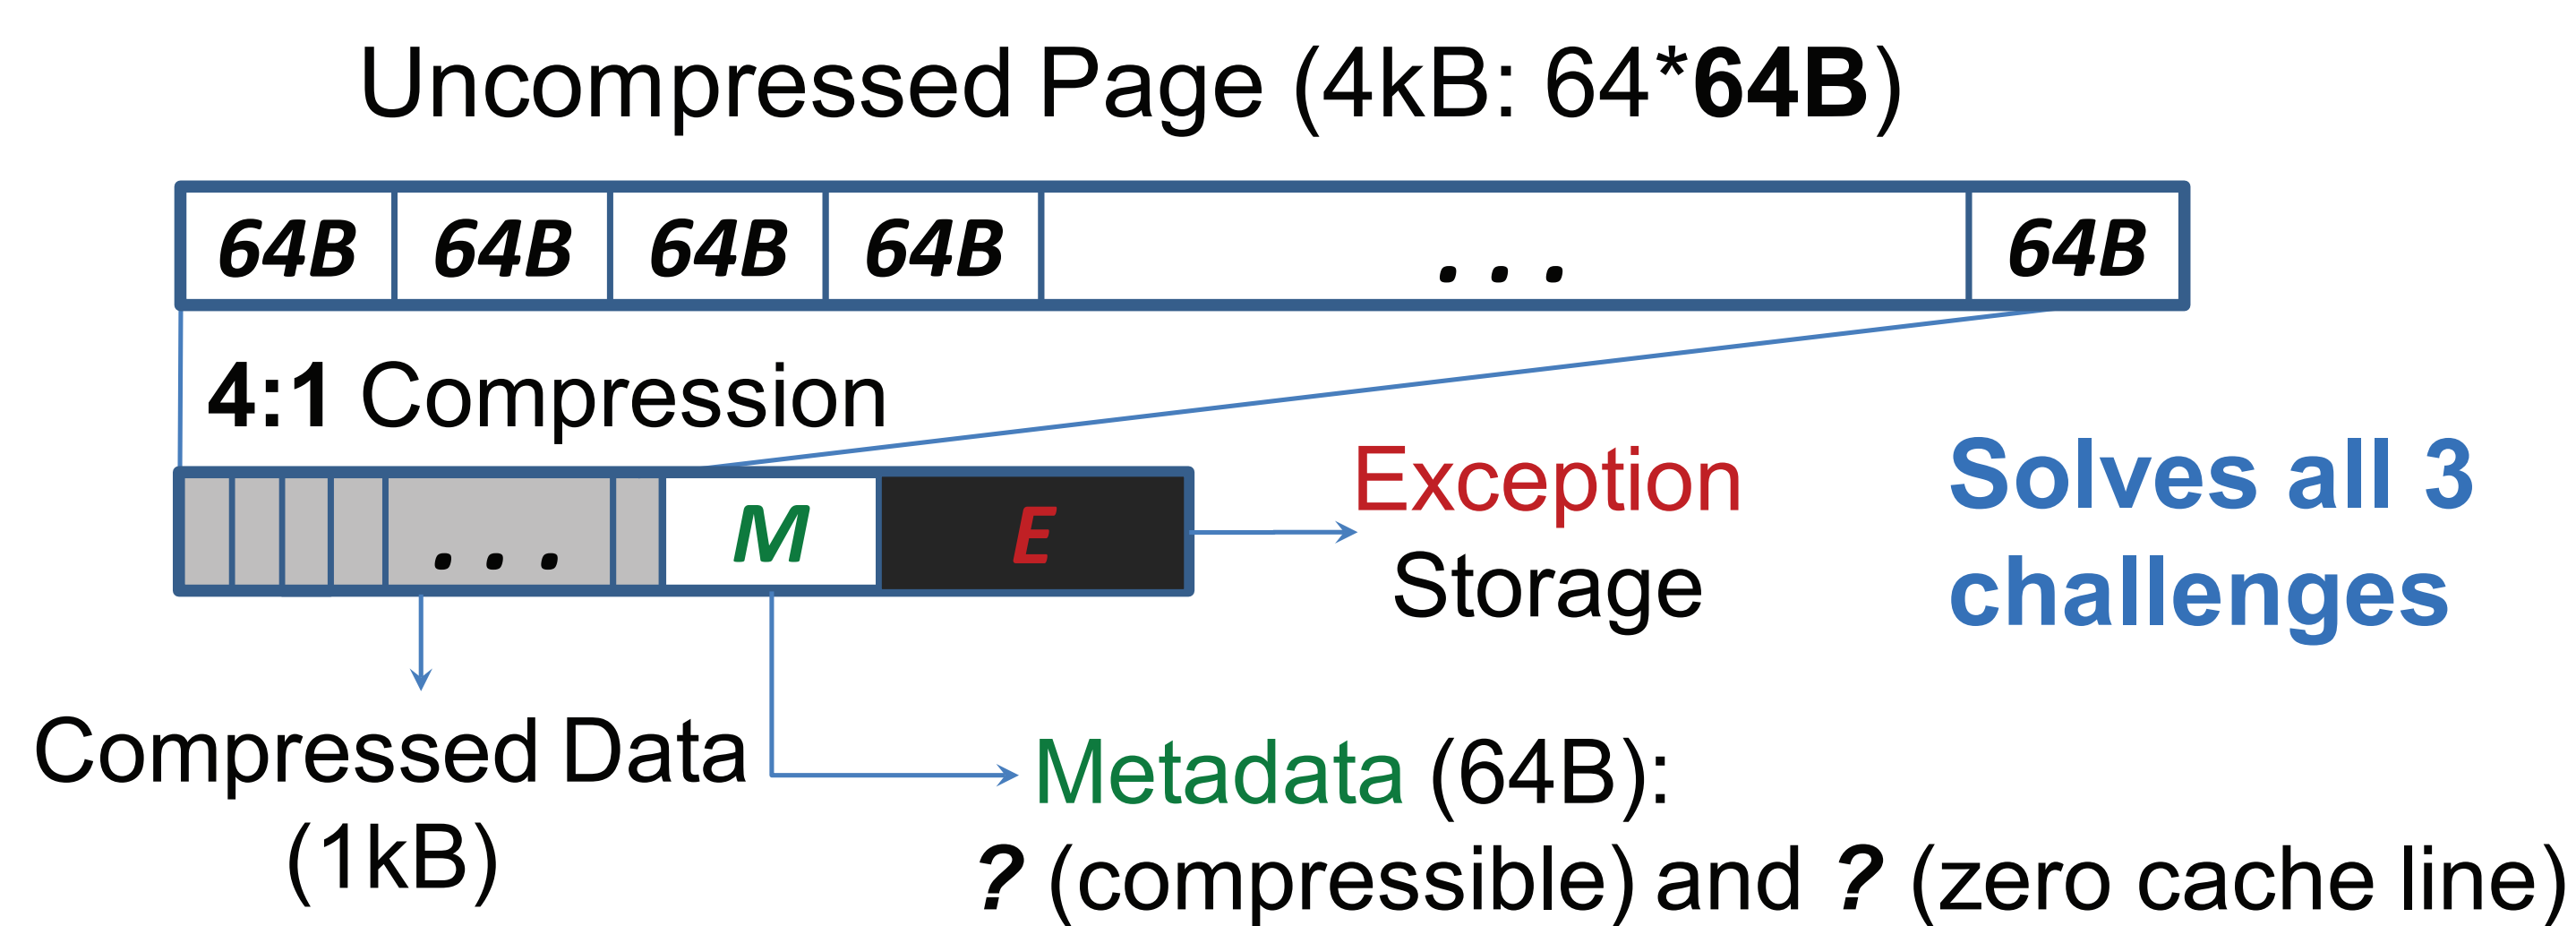 Uncompressed Page (4kB: 64*64B)
64B 64B 64B 64B . . . 64B
4:1 Compression
. . . M E
Exception
Storage
Solves all 3
challenges
Compressed Data
(1kB)
Metadata (64B):
? (compressible) and ? (zero cache line)